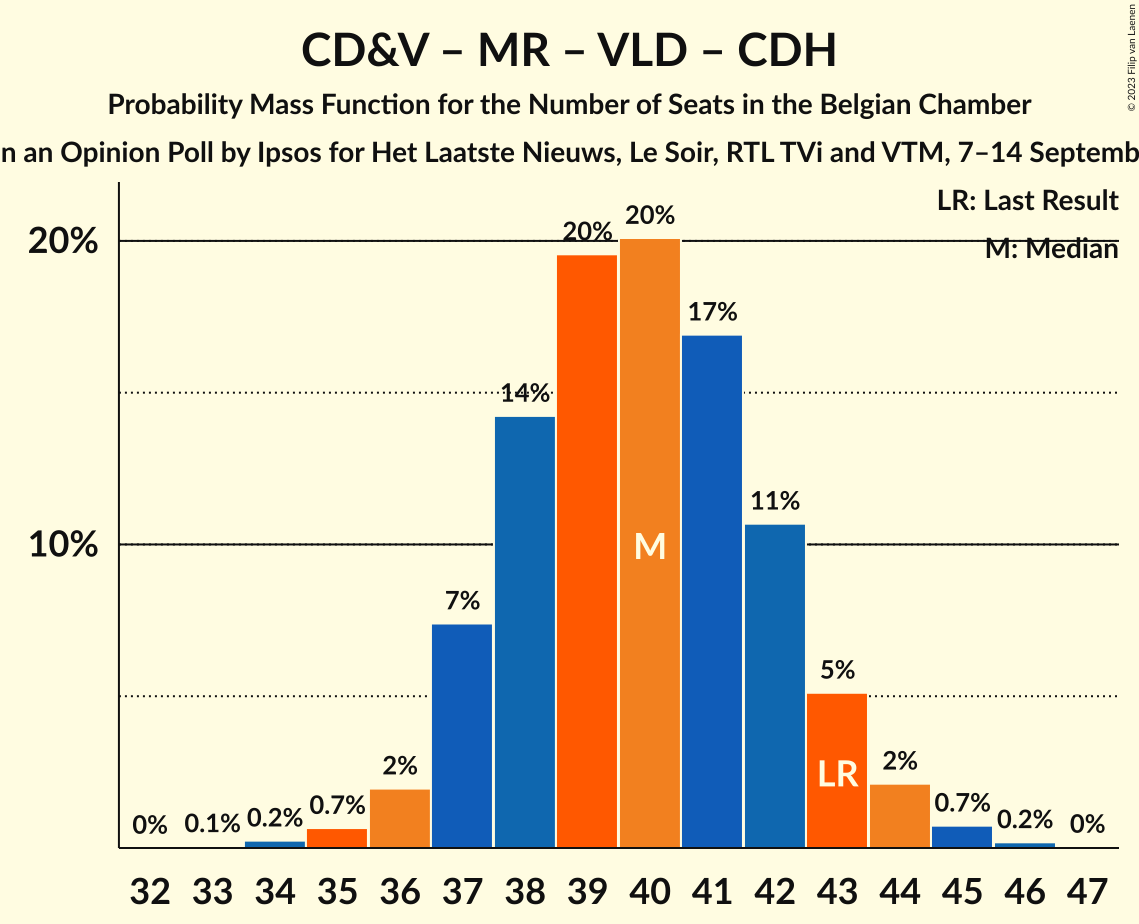 CD&V – MR – VLD – CDH
Probability Mass Function for the Number of Seats in the Belgian Chamber
n an Opinion Poll by Ipsos for Het Laatste Nieuws, Le Soir, RTL TVi and VTM, 7–14 Septemb
© 2023 Filip van Laenen
LR: Last Result
M: Median
20%
10%
0% 0.1% 0.2% 0.7% 2% 7% 14% 20% 20% 17% 11% 5% 2% 0.7% 0.2% 0%
M
LR
32 33 34 35 36 37 38 39 40 41 42 43 44 45 46 47